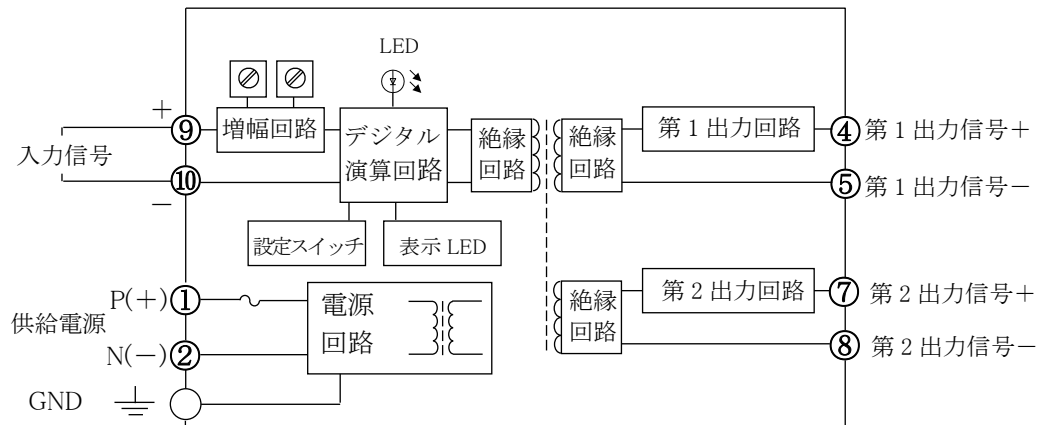 LED
+
⑨
増幅回路
デジタル
演算回路
絶縁
回路
絶縁
回路
第1出力回路
④
第1出力信号+
入力信号
⑩
−
⑤
第1出力信号−
設定スイッチ
表示 LED
P(+)
①
供給電源
N(−)
②
電源
回路
GND
絶縁
回路
第2出力回路
⑦
第2出力信号+
⑧
第2出力信号−